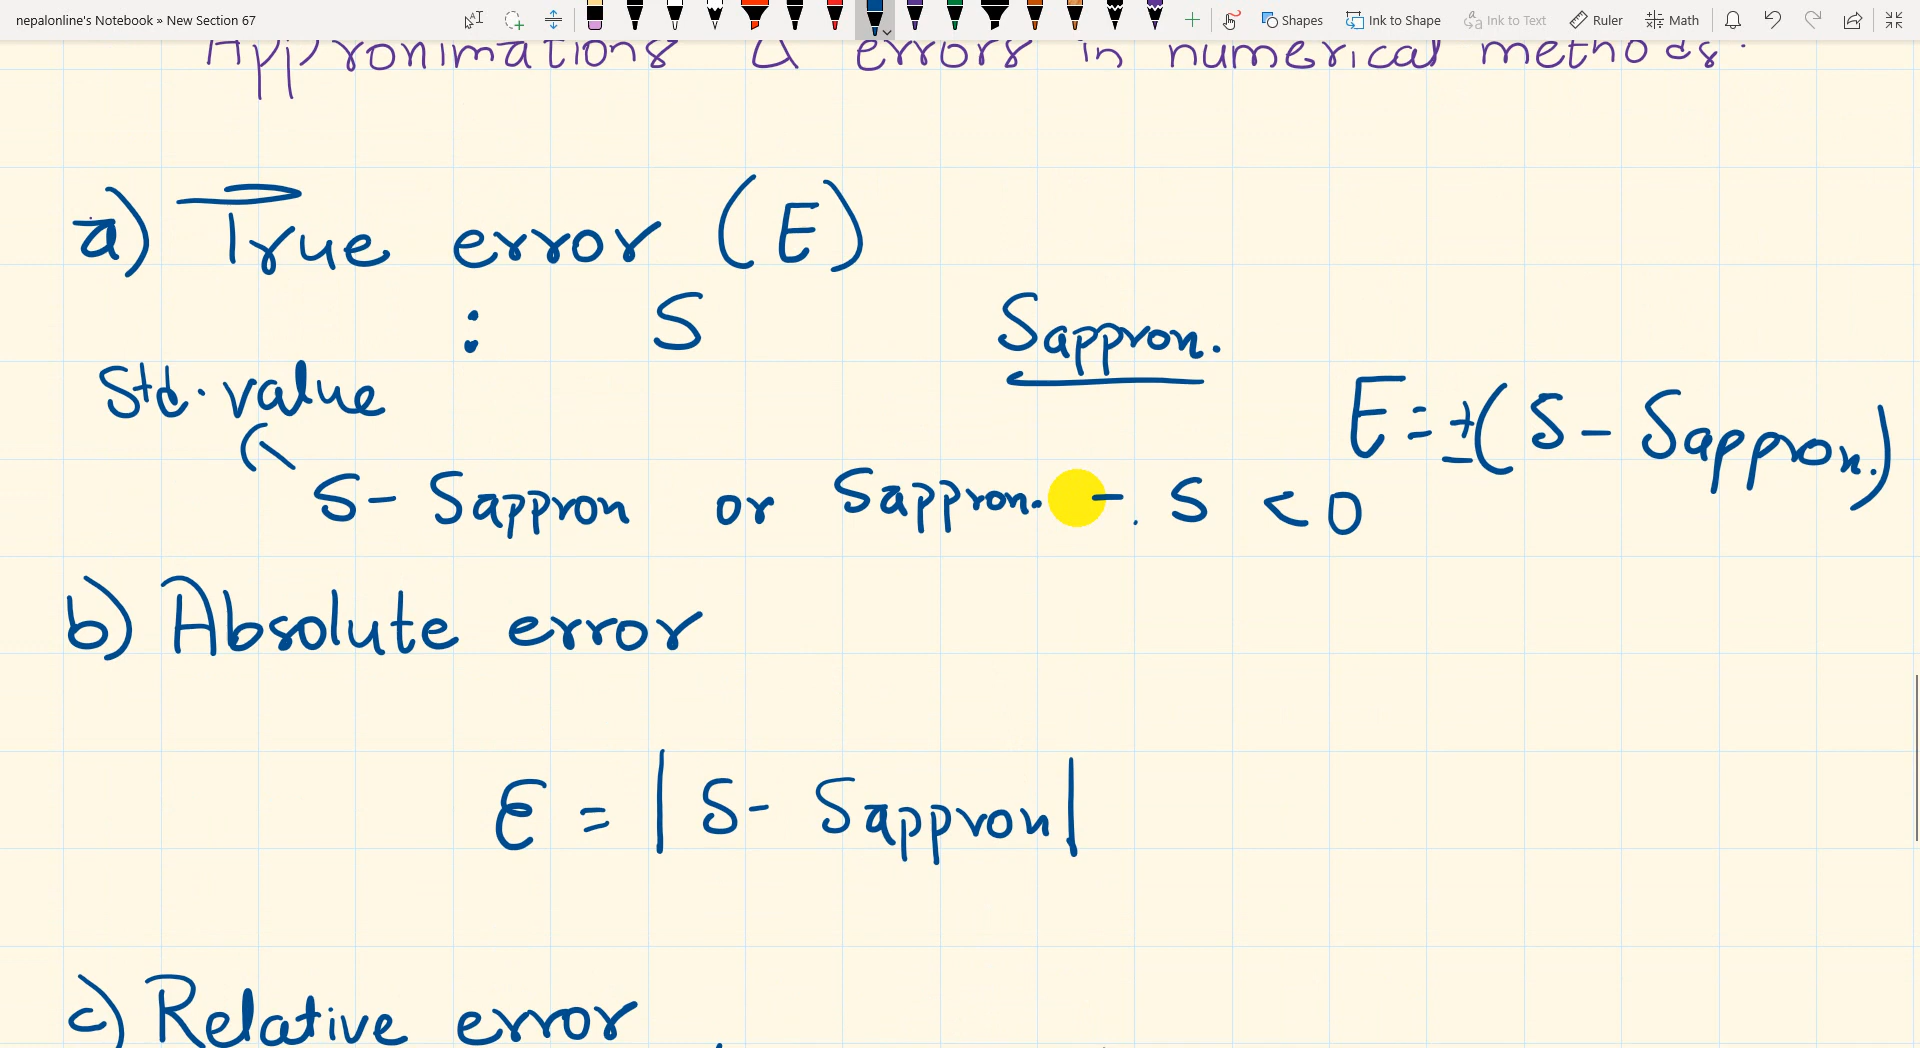 nepalonline's Notebook » New Section 67
Shapes Ink to Shape Ink to Text Ruler Math
Approximations & errors in numerical methods.
a) True error (E)
: S Sapprox.
Std. value
E = ±(S - Sapprox.)
S - Sapprox or Sapprox. - S < 0
b) Absolute error
E = | S - Sapprox |
c) Relative error